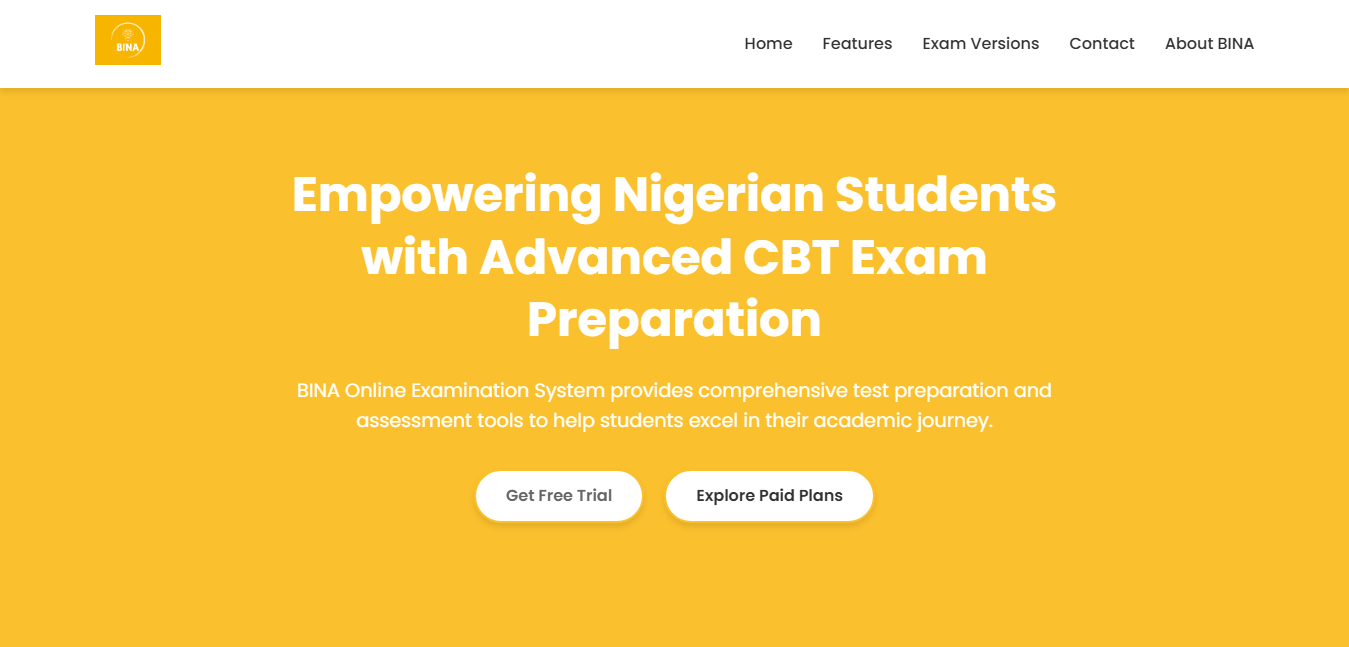 BINA
Home Features Exam Versions Contact About BINA
Empowering Nigerian Students
with Advanced CBT Exam
Preparation
BINA Online Examination System provides comprehensive test preparation and
assessment tools to help students excel in their academic journey.
Get Free Trial Explore Paid Plans